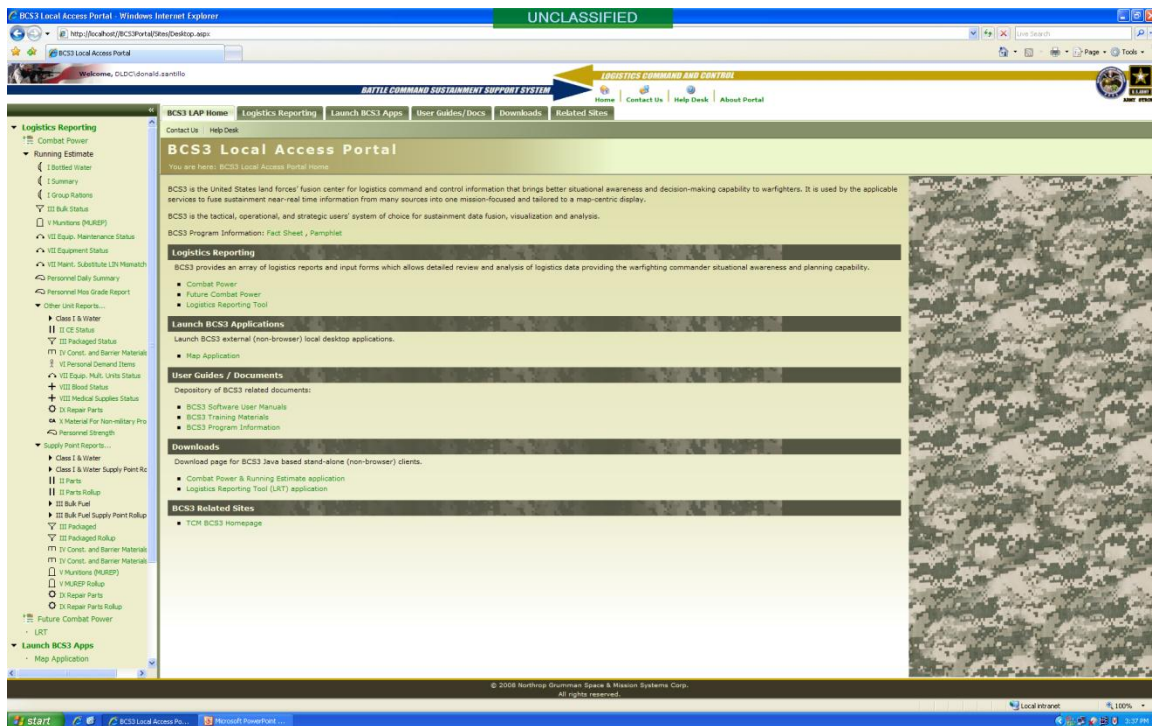 BCS3 Local Access Portal - Windows Internet Explorer
UNCLASSIFIED
http://localhost//BCS3Portal/Sites/Desktop.aspx
Live Search
BCS3 Local Access Portal
Page
Tools
Welcome, DLDC\donald.santillo
LOGISTICS COMMAND AND CONTROL
BATTLE COMMAND SUSTAINMENT SUPPORT SYSTEM
Home Contact Us Help Desk About Portal
U.S. ARMY
BCS3 LAP Home Logistics Reporting Launch BCS3 Apps User Guides/Docs Downloads Related Sites
Contact Us Help Desk
BCS3 Local Access Portal
You are here: BCS3 Local Access Portal Home
Logistics Reporting
Combat Power
Running Estimate
I Bottled Water
I Summary
I Group Rations
III Bulk Status
V Munitions (MUREP)
VII Equip. Maintenance Status
VII Equipment Status
VII Maint. Substitute LIN Mismatch
Personnel Daily Summary
Personnel Mos Grade Report
Other Unit Reports...
Class I & Water
II CE Status
III Packaged Status
IV Const. and Barrier Materials
VI Personal Demand Items
VII Equip. Mult. Units Status
VIII Blood Status
VIII Medical Supplies Status
IX Repair Parts
CA X Material For Non-military Pro
Personnel Strength
Supply Point Reports...
Class I & Water
Class I & Water Supply Point Ro
II Parts
II Parts Rollup
III Bulk Fuel
III Bulk Fuel Supply Point Rollup
III Packaged
III Packaged Rollup
IV Const. and Barrier Materials
IV Const. and Barrier Materials
V Munitions (MUREP)
V MUREP Rollup
IX Repair Parts
IX Repair Parts Rollup
Future Combat Power
LRT
Launch BCS3 Apps
Map Application
BCS3 is the United States land forces' fusion center for logistics command and control information that brings better situational awareness and decision-making capability to warfighters. It is used by the applicable
services to fuse sustainment near-real time information from many sources into one mission-focused and tailored to a map-centric display.
BCS3 is the tactical, operational, and strategic users' system of choice for sustainment data fusion, visualization and analysis.
BCS3 Program Information: Fact Sheet , Pamphlet
Logistics Reporting
BCS3 provides an array of logistics reports and input forms which allows detailed review and analysis of logistics data providing the warfighting commander situational awareness and planning capability.
Combat Power
Future Combat Power
Logistics Reporting Tool
Launch BCS3 Applications
Launch BCS3 external (non-browser) local desktop applications.
Map Application
User Guides / Documents
Depository of BCS3 related documents:
BCS3 Software User Manuals
BCS3 Training Materials
BCS3 Program Information
Downloads
Download page for BCS3 Java based stand-alone (non-browser) clients.
Combat Power & Running Estimate application
Logistics Reporting Tool (LRT) application
BCS3 Related Sites
TCM BCS3 Homepage
© 2008 Northrop Grumman Space & Mission Systems Corp.
All rights reserved.
Local intranet 100%
start
BCS3 Local Access Po...
Microsoft PowerPoint ...
3:37 PM